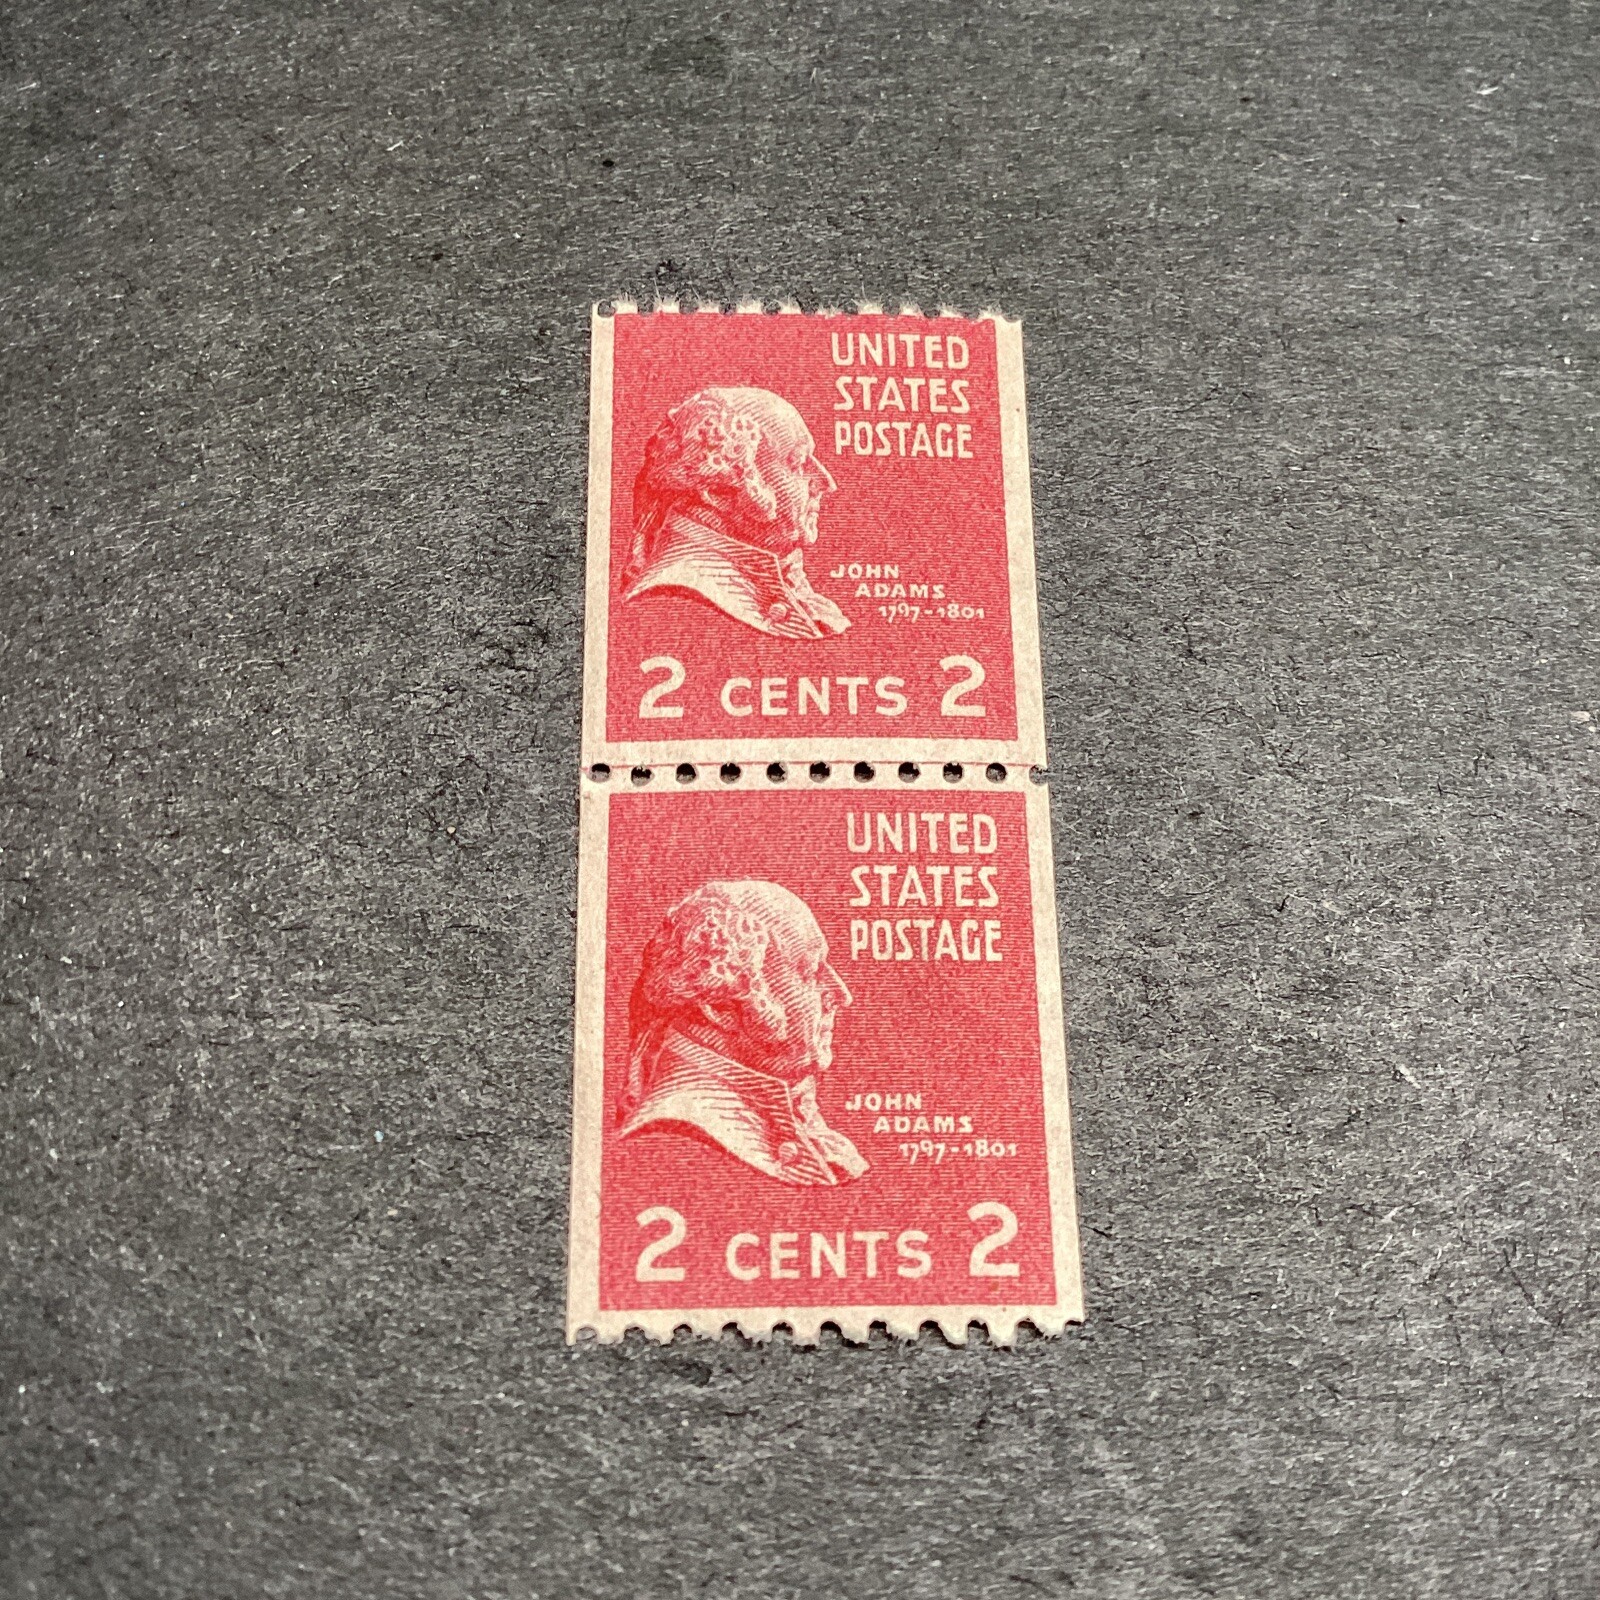 UNITED
STATES
POSTAGE
JOHN
ADAMS
1797-1801
2 CENTS 2
UNITED
STATES
POSTAGE
JOHN
ADAMS
1797-1801
2 CENTS 2